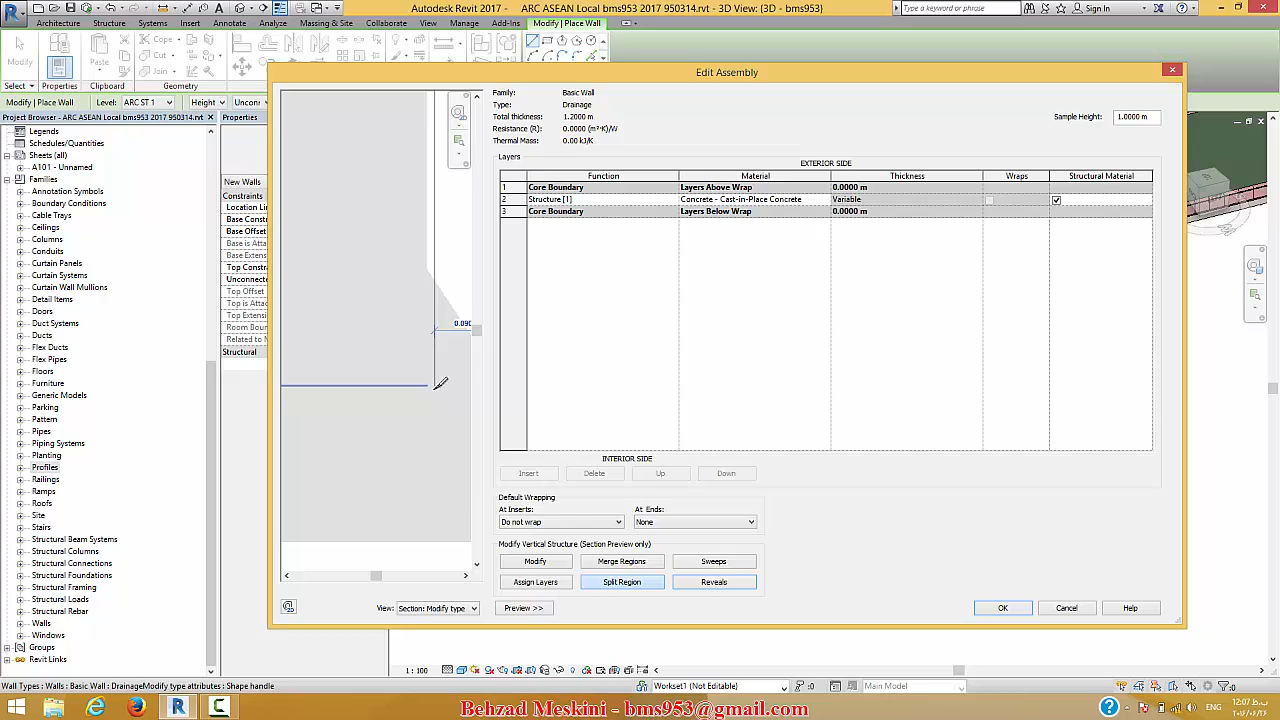 Autodesk Revit 2017 - ARC ASEAN Local bms953 2017 950314.rvt - 3D View: {3D - bms953}
Type a keyword or phrase
Sign In
Architecture Structure Systems Insert Annotate Analyze Massing & Site Collaborate View Manage Add-Ins Modify | Place Wall
Modify
Cope
Cut
Join
Paste
Select Properties Clipboard Geometry
Modify | Place Wall Level: ARC ST 1 Height Uncon
Project Browser - ARC ASEAN Local bms953 2017 950314.rvt
Legends
Schedules/Quantities
Sheets (all)
A101 - Unnamed
Families
Annotation Symbols
Boundary Conditions
Cable Trays
Ceilings
Columns
Conduits
Curtain Panels
Curtain Systems
Curtain Wall Mullions
Detail Items
Doors
Duct Systems
Ducts
Flex Ducts
Flex Pipes
Floors
Furniture
Generic Models
Parking
Pattern
Pipes
Piping Systems
Planting
Profiles
Railings
Ramps
Roofs
Site
Stairs
Structural Beam Systems
Structural Columns
Structural Connections
Structural Foundations
Structural Framing
Structural Loads
Structural Rebar
Walls
Windows
Groups
Revit Links
Properties
New Walls
Constraints
Location Lin
Base Constr
Base Offset
Base is Attac
Base Extens
Top Constra
Unconnecte
Top Offset
Top is Attac
Top Extensi
Room Boun
Related to M
Structural
Edit Assembly
Family: Basic Wall
Type: Drainage
Total thickness: 1.2000 m
Resistance (R): 0.0000 (m²·K)/W
Thermal Mass: 0.00 kJ/K
Sample Height: 1.0000 m
Layers
EXTERIOR SIDE
Function Material Thickness Wraps Structural Material
1 Core Boundary Layers Above Wrap 0.0000 m
2 Structure [1] Concrete - Cast-in-Place Concrete Variable
3 Core Boundary Layers Below Wrap 0.0000 m
0.090
INTERIOR SIDE
Insert Delete Up Down
Default Wrapping
At Inserts: At Ends:
Do not wrap None
Modify Vertical Structure (Section Preview only)
Modify Merge Regions Sweeps
Assign Layers Split Region Reveals
View: Section: Modify type Preview >> OK Cancel Help
1 : 100
Wall Types: Walls : Basic Wall : DrainageModify type attributes : Shape handle
Workset1 (Not Editable)
:0
Main Model
:0
Behzad Meskini - bms953@gmail.com
ENG